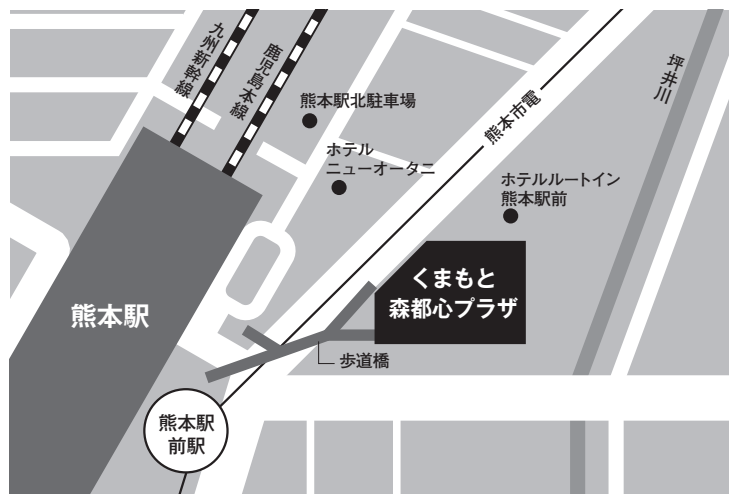 九州新幹線
鹿児島本線
熊本駅北駐車場
ホテル
ニューオータニ
熊本市電
坪井川
ホテルルートイン
熊本駅前
くまもと
森都心プラザ
熊本駅
歩道橋
熊本駅
前駅